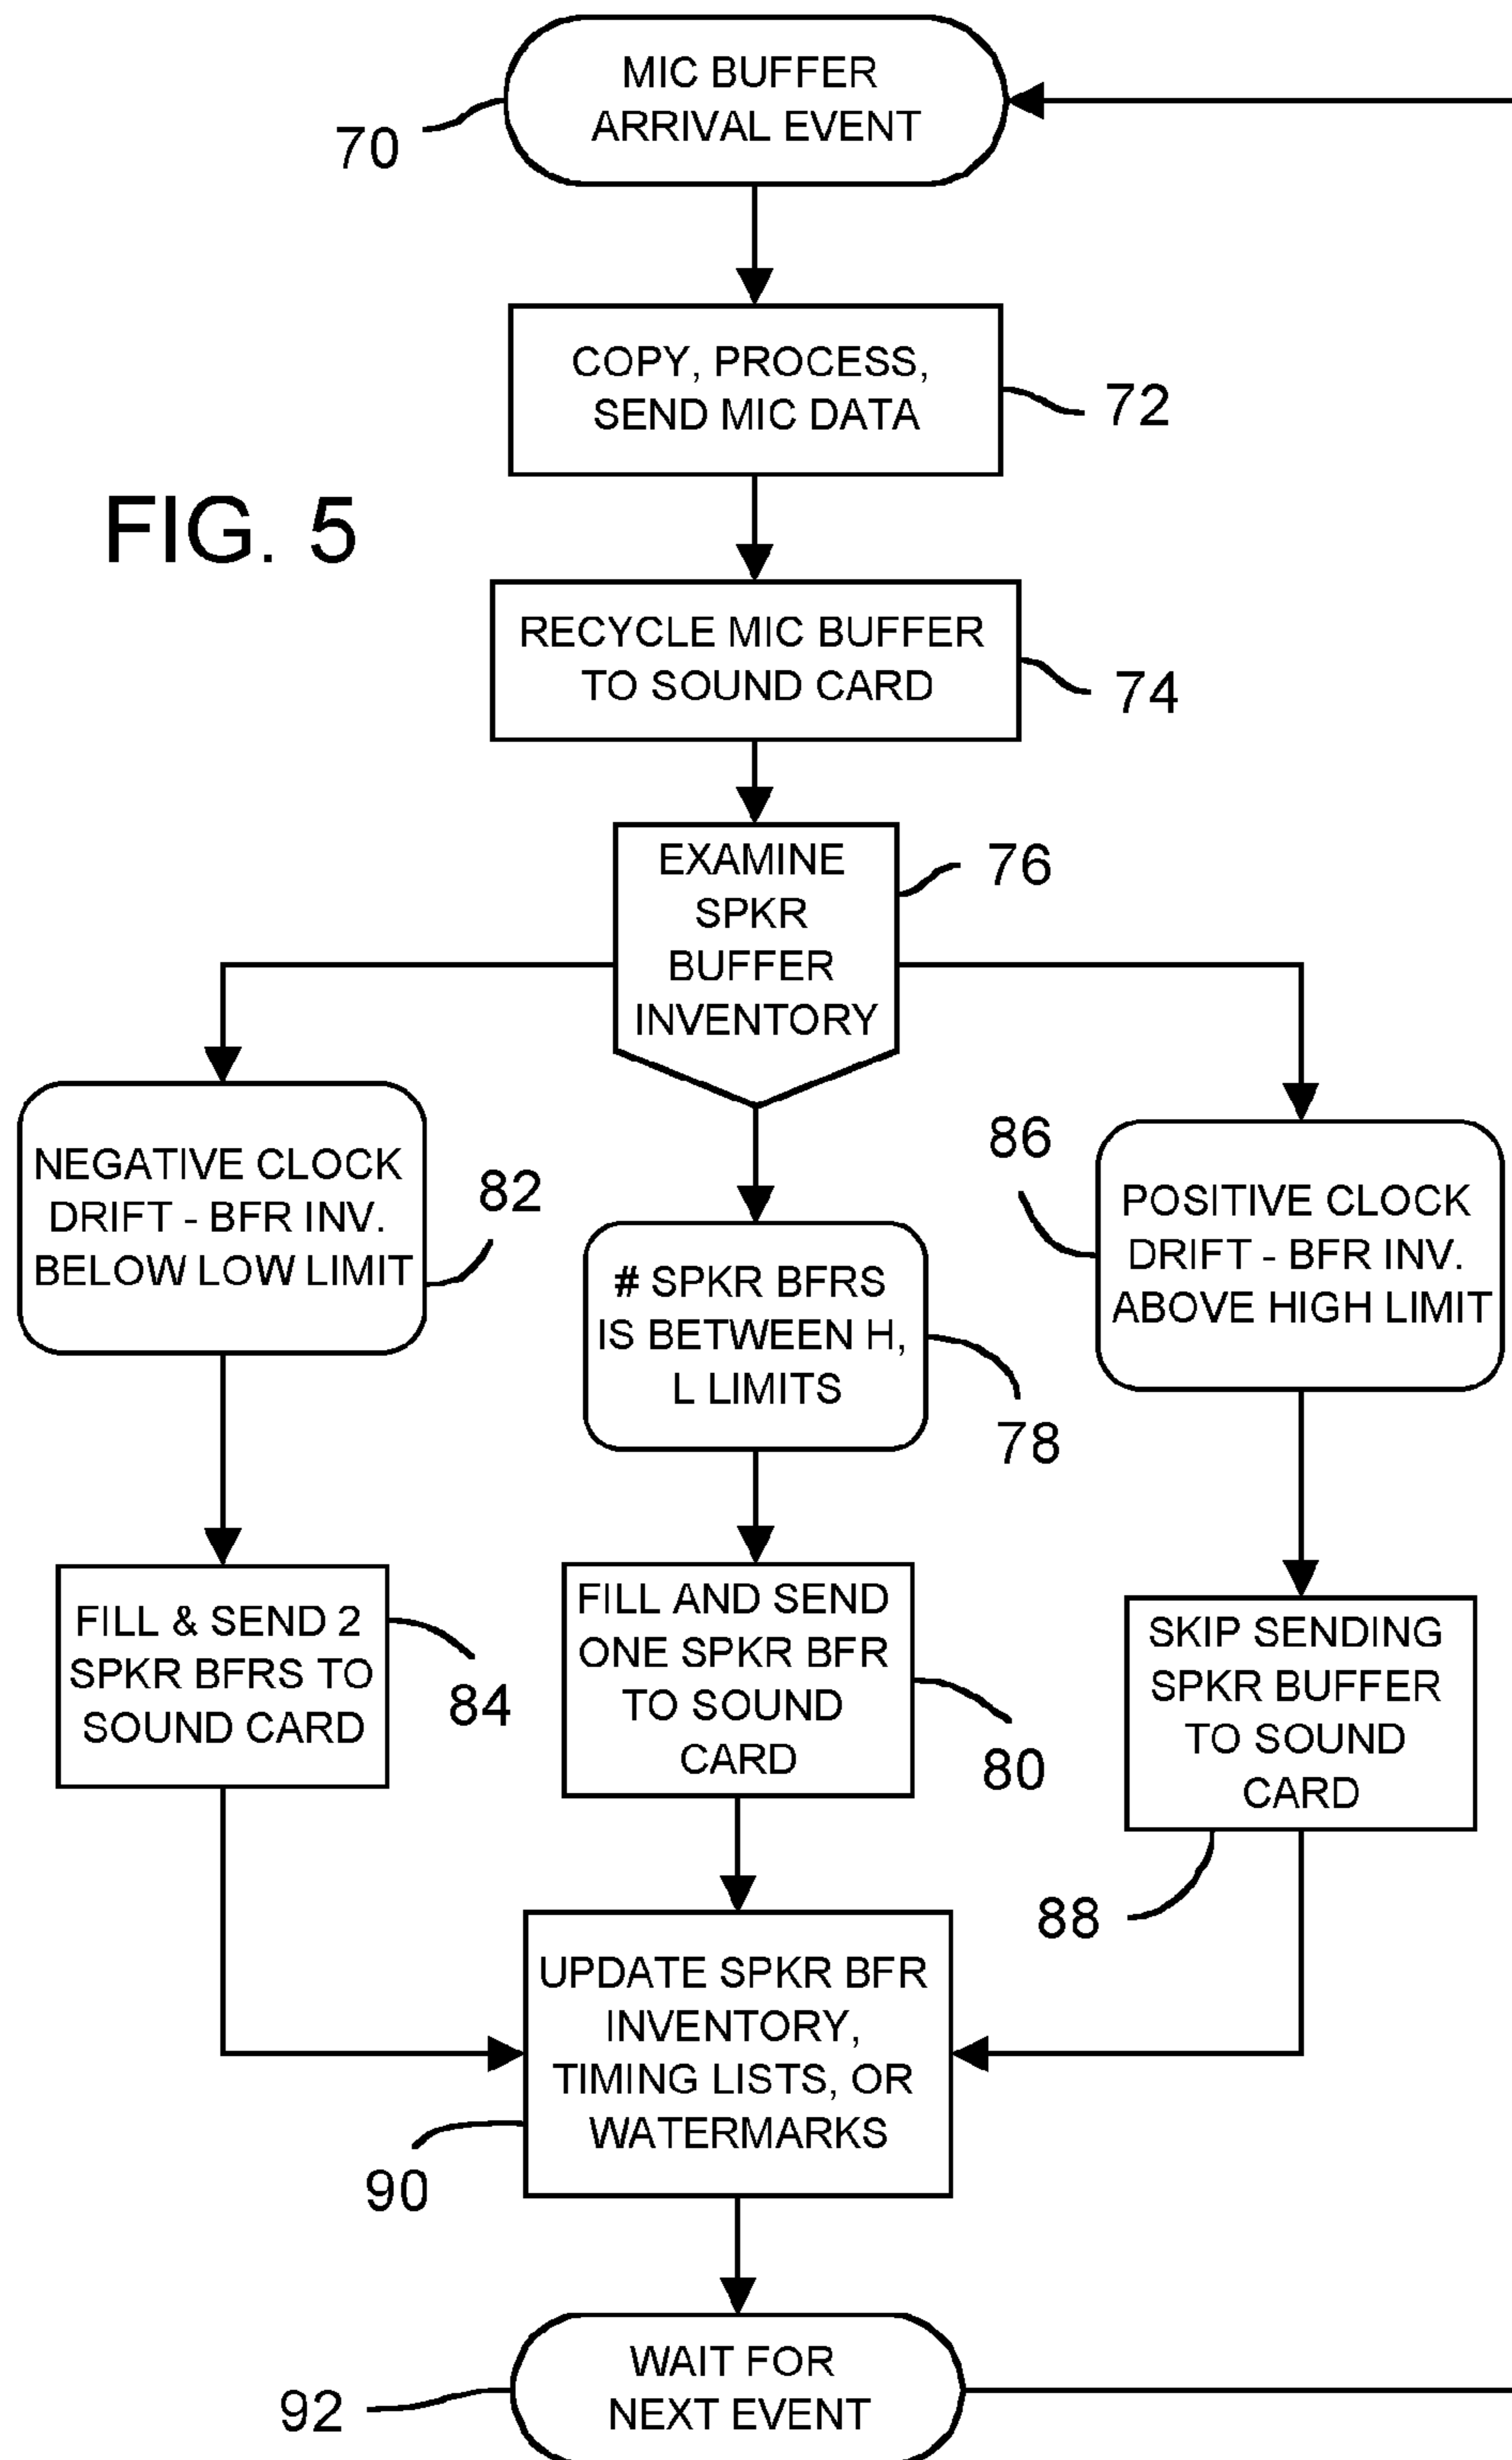 MIC BUFFER
ARRIVAL EVENT
70
COPY, PROCESS,
SEND MIC DATA
72
FIG. 5
RECYCLE MIC BUFFER
TO SOUND CARD
74
EXAMINE
SPKR
BUFFER
INVENTORY
76
NEGATIVE CLOCK
DRIFT - BFR INV.
BELOW LOW LIMIT
82
# SPKR BFRS
IS BETWEEN H,
L LIMITS
78
86
POSITIVE CLOCK
DRIFT - BFR INV.
ABOVE HIGH LIMIT
FILL & SEND 2
SPKR BFRS TO
SOUND CARD
84
FILL AND SEND
ONE SPKR BFR
TO SOUND
CARD
80
SKIP SENDING
SPKR BUFFER
TO SOUND
CARD
88
UPDATE SPKR BFR
INVENTORY,
TIMING LISTS, OR
WATERMARKS
90
WAIT FOR
NEXT EVENT
92